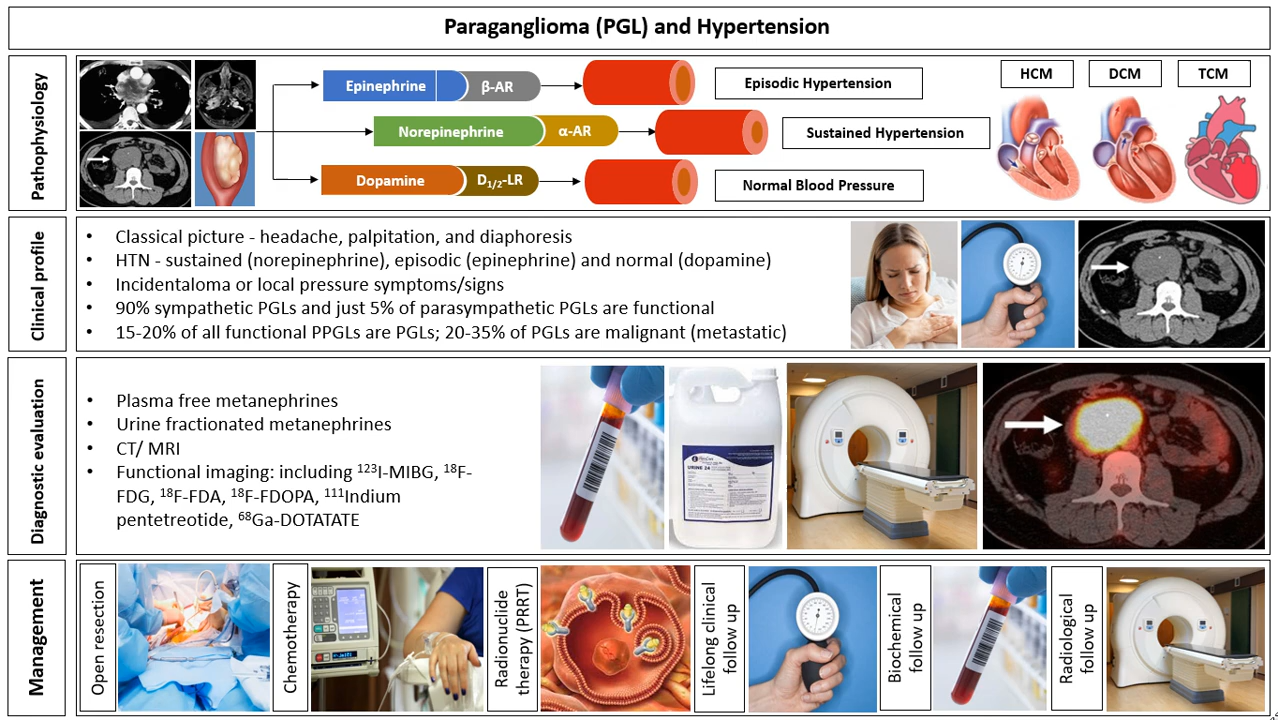 Paraganglioma (PGL) and Hypertension
Pathophysiology
Epinephrine
β-AR
Episodic Hypertension
Norepinephrine
α-AR
Sustained Hypertension
Dopamine
D1/2-LR
Normal Blood Pressure
HCM
DCM
TCM
Clinical profile
• Classical picture - headache, palpitation, and diaphoresis
• HTN - sustained (norepinephrine), episodic (epinephrine) and normal (dopamine)
• Incidentaloma or local pressure symptoms/signs
• 90% sympathetic PGLs and just 5% of parasympathetic PGLs are functional
• 15-20% of all functional PPGLs are PGLs; 20-35% of PGLs are malignant (metastatic)
Diagnostic evaluation
• Plasma free metanephrines
• Urine fractionated metanephrines
• CT/ MRI
• Functional imaging: including ¹²³I-MIBG, ¹⁸F-
FDG, ¹⁸F-FDA, ¹⁸F-FDOPA, ¹¹¹Indium
pentetreotide, ⁶⁸Ga-DOTATATE
URINE 24
Management
Open resection
Chemotherapy
Radionuclide
therapy (PRRT)
Lifelong clinical
follow up
Biochemical
follow up
Radiological
follow up